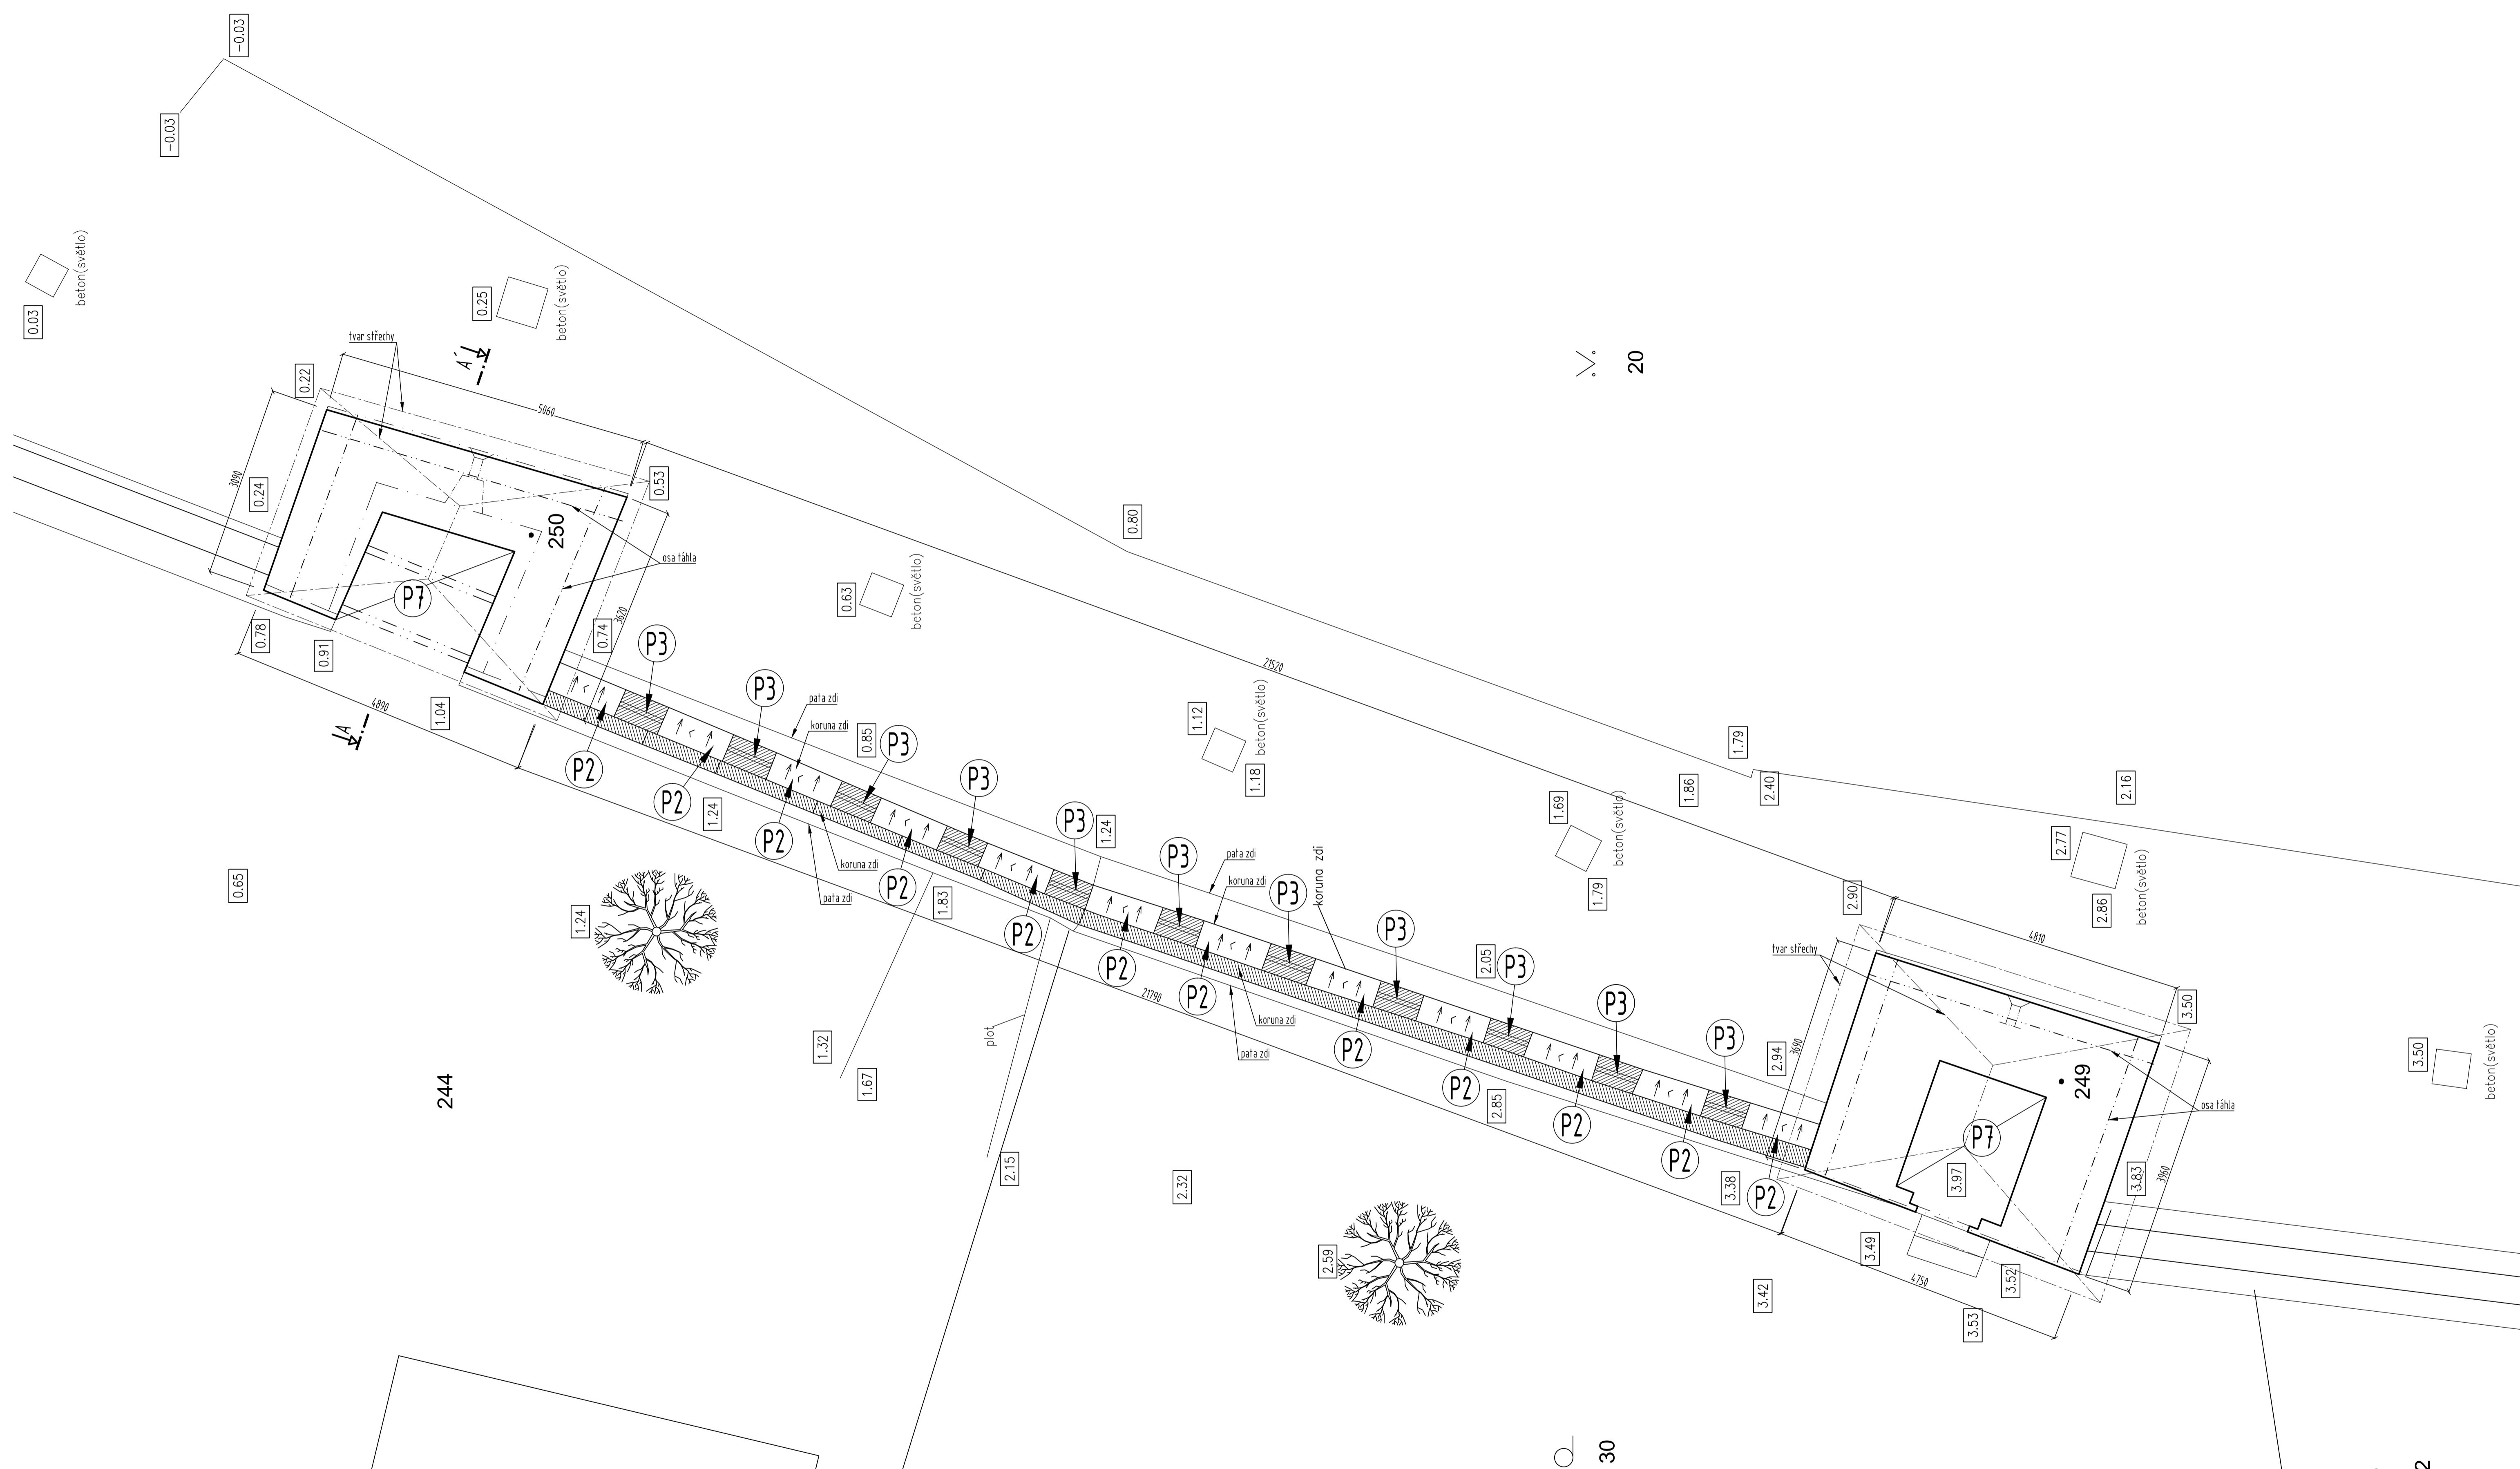 -0.03
-0.03
beton(světlo)
0.03
0.25
beton(světlo)
tvar střechy
A´
20
0.22
5060
3090
0.24
0.53
250
osa táhla
0.80
P7
0.63
beton(světlo)
3620
0.78
0.91
0.74
P3
21520
4890
1.04
A
P3
pata zdi
koruna zdi
0.85
P3
1.12
beton(světlo)
1.18
1.79
P2
P2
1.24
P2
P3
1.86
2.40
2.16
1.69
beton(světlo)
1.79
P3
1.24
2.77
beton(světlo)
2.86
0.65
koruna zdi
pata zdi
P2
1.83
P3
pata zdi
koruna zdi
koruna zdi
P3
2.90
1.24
P2
P3
4810
2.05
P3
tvar střechy
P2
21790
P2
koruna zdi
pata zdi
P3
3.50
plot
1.32
1.67
P2
P3
2.94
3690
3.50
beton(světlo)
244
P2
2.85
249
osa táhla
P2
P7
2.15
2.32
P2
3.38
P2
3.97
3.83
3960
2.59
3.49
3.42
4750
3.52
3.53
30
2